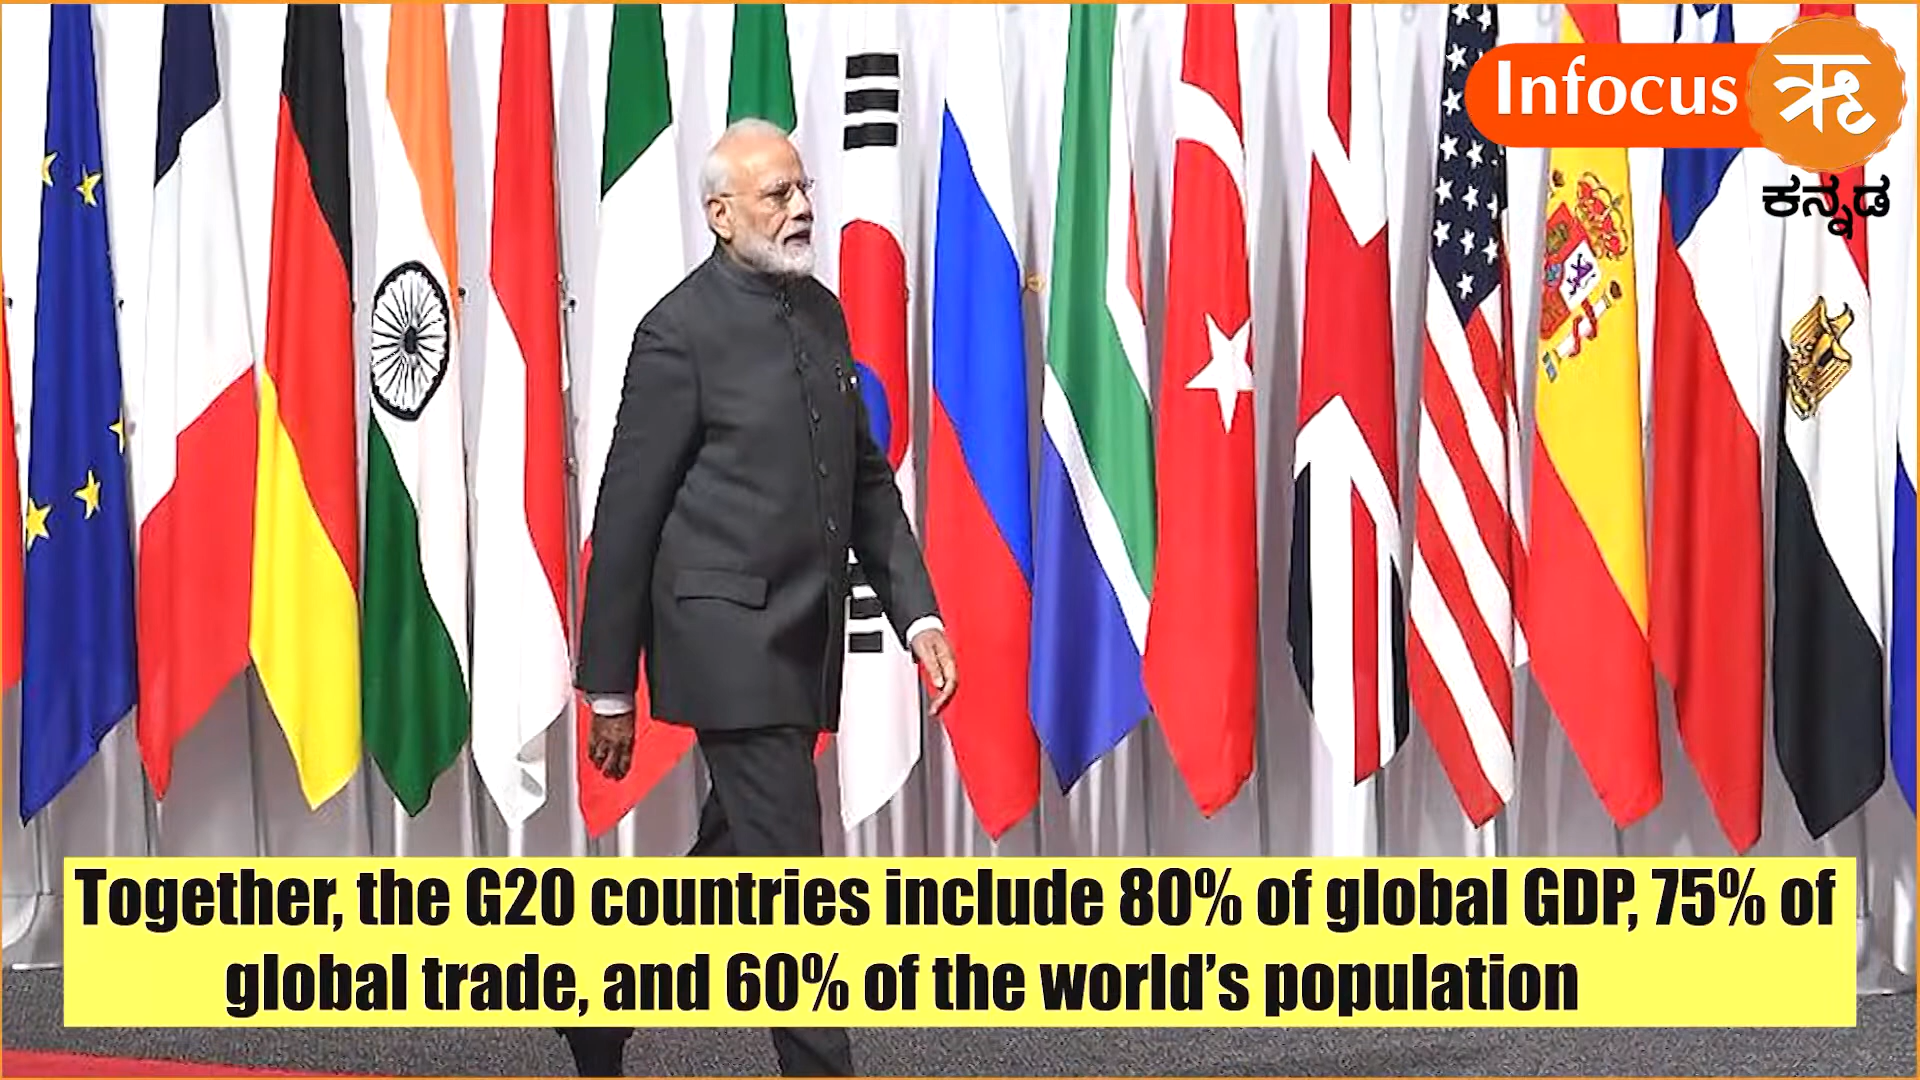 Infocus ऋ
ಕನ್ನಡ
Together, the G20 countries include 80% of global GDP, 75% of
global trade, and 60% of the world’s population